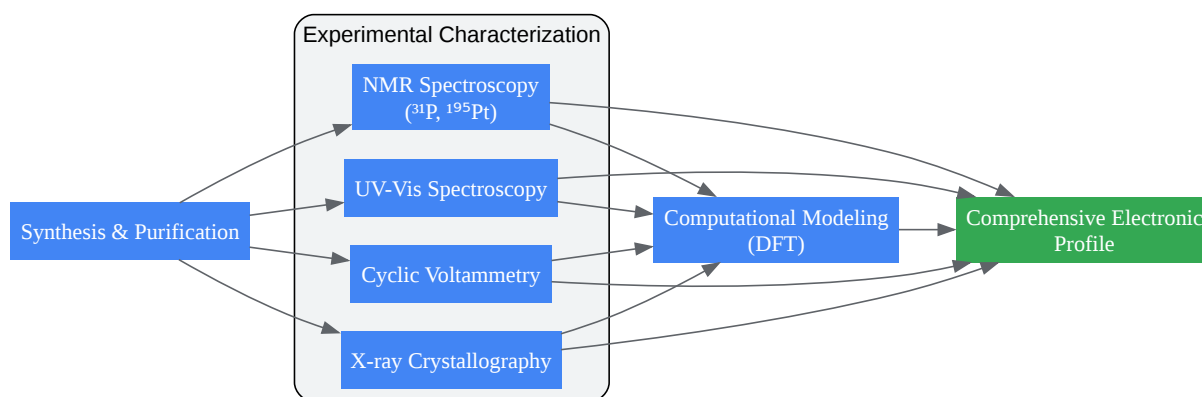 Experimental Characterization
NMR Spectroscopy
(³¹P, ¹⁹⁵Pt)
UV-Vis Spectroscopy
Synthesis & Purification
Cyclic Voltammetry
X-ray Crystallography
Computational Modeling
(DFT)
Comprehensive Electronic
Profile